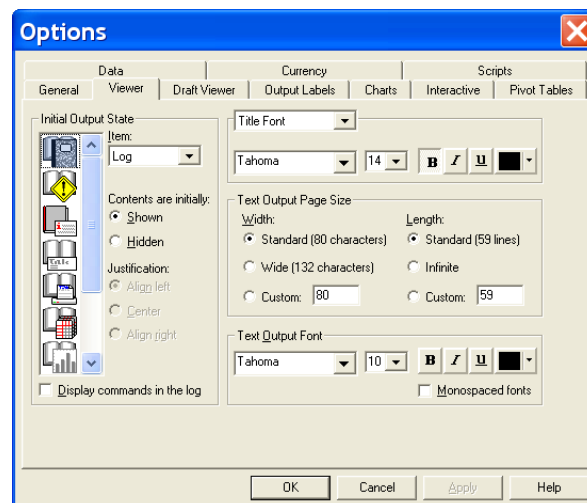 Options
Data Currency Scripts
General Viewer Draft Viewer Output Labels Charts Interactive Pivot Tables
Initial Output State
Item:
Log
Contents are initially:
Shown
Hidden
Justification:
Align left
Center
Align right
Title
Display commands in the log
Title Font
Tahoma 14 B I U
Text Output Page Size
Width: Length:
Standard (80 characters) Standard (59 lines)
Wide (132 characters) Infinite
Custom: 80 Custom: 59
Text Output Font
Tahoma 10 B I U
Monospaced fonts
OK Cancel Apply Help